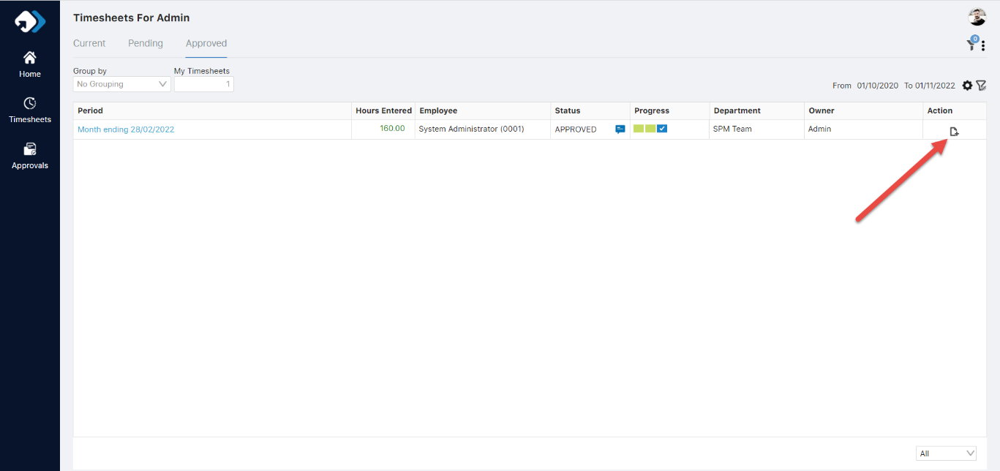 Timesheets For Admin
Home
Timesheets
Approvals
Current Pending Approved
0
Group by My Timesheets
No Grouping 1
From 01/10/2020 To 01/11/2022
Period Hours Entered Employee Status Progress Department Owner Action
Month ending 28/02/2022 160.00 System Administrator (0001) APPROVED SPM Team Admin
All